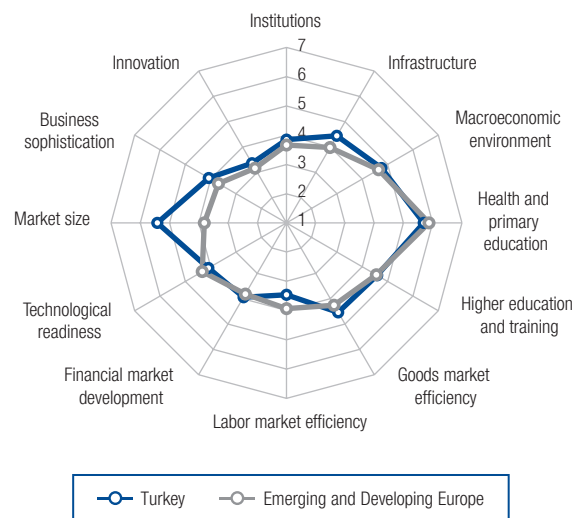 Institutions
7
6
5
4
3
2
1
Infrastructure
Macroeconomic
environment
Health and
primary
education
Higher education
and training
Goods market
efficiency
Labor market efficiency
Financial market
development
Technological
readiness
Market size
Business
sophistication
Innovation
Turkey
Emerging and Developing Europe